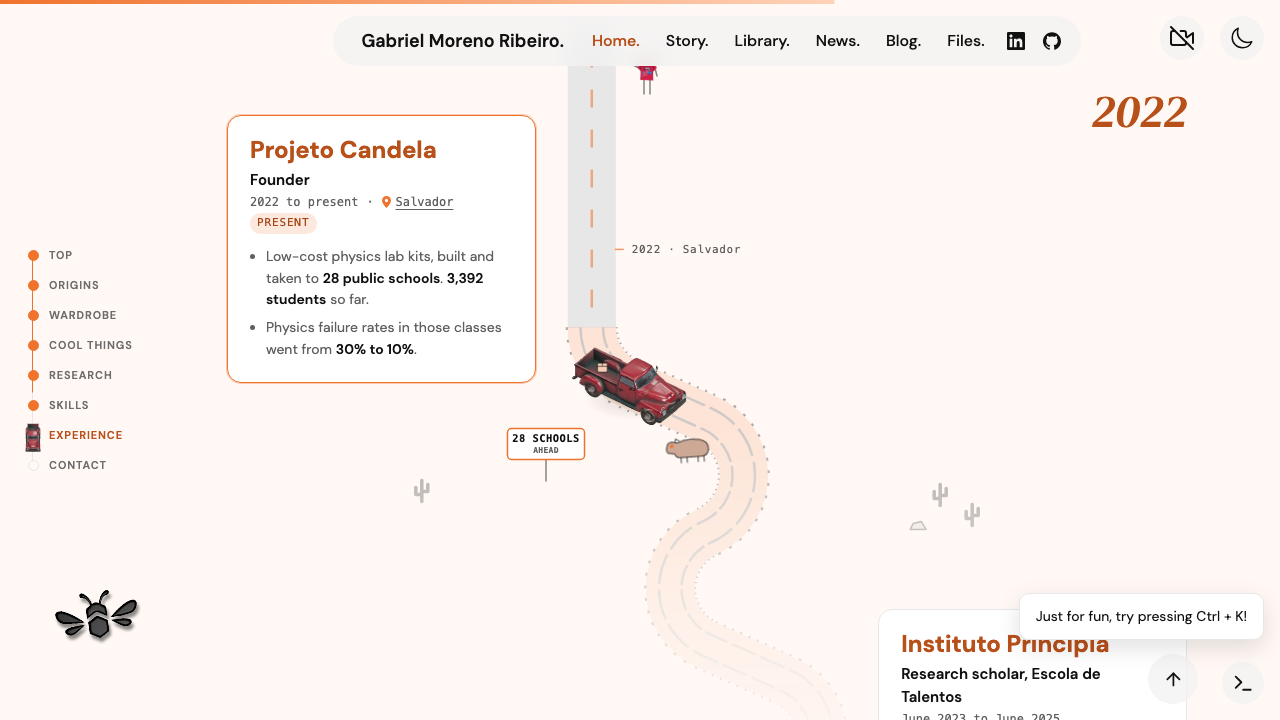 Gabriel Moreno Ribeiro.
Home.
Story.
Library.
News.
Blog.
Files.
2022
Projeto Candela
Founder
2022 to present · Salvador
PRESENT
Low-cost physics lab kits, built and
taken to 28 public schools. 3,392
students so far.
Physics failure rates in those classes
went from 30% to 10%.
2022 · Salvador
TOP
ORIGINS
WARDROBE
COOL THINGS
RESEARCH
SKILLS
EXPERIENCE
CONTACT
28 SCHOOLS
AHEAD
Just for fun, try pressing Ctrl + K!
Instituto Principia
Research scholar, Escola de
Talentos
June 2023 to June 2025